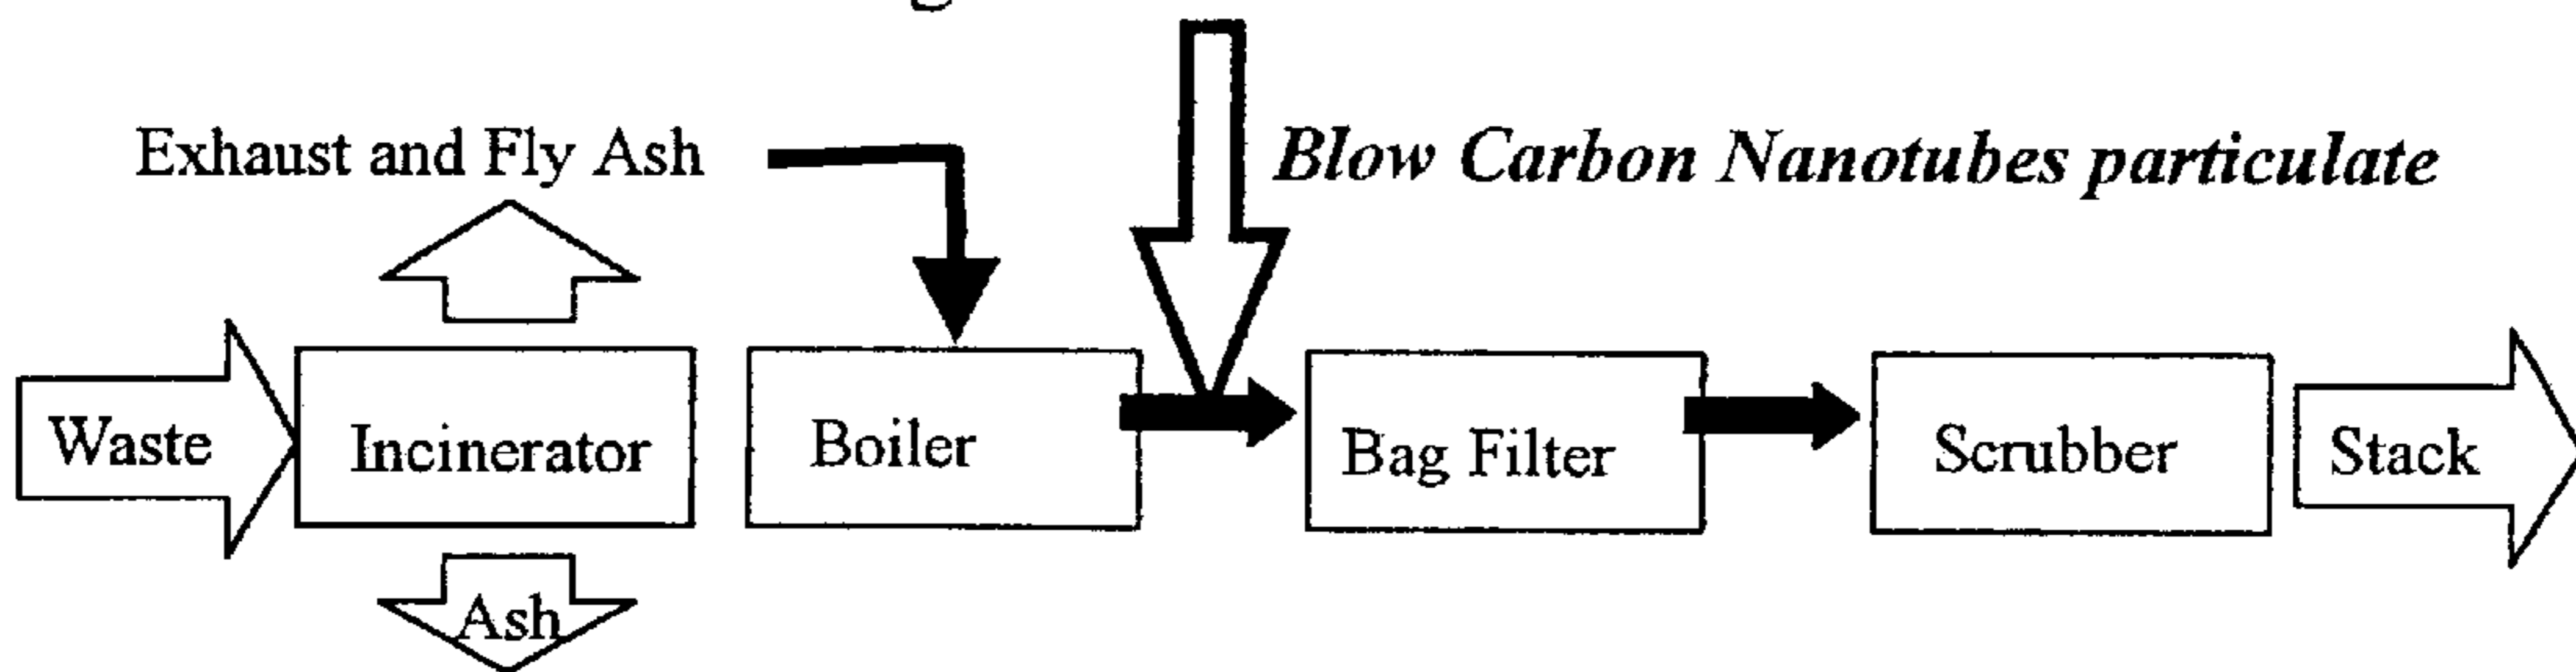 Exhaust and Fly Ash
Blow Carbon Nanotubes particulate
Waste
Incinerator
Boiler
Bag Filter
Scrubber
Stack
Ash